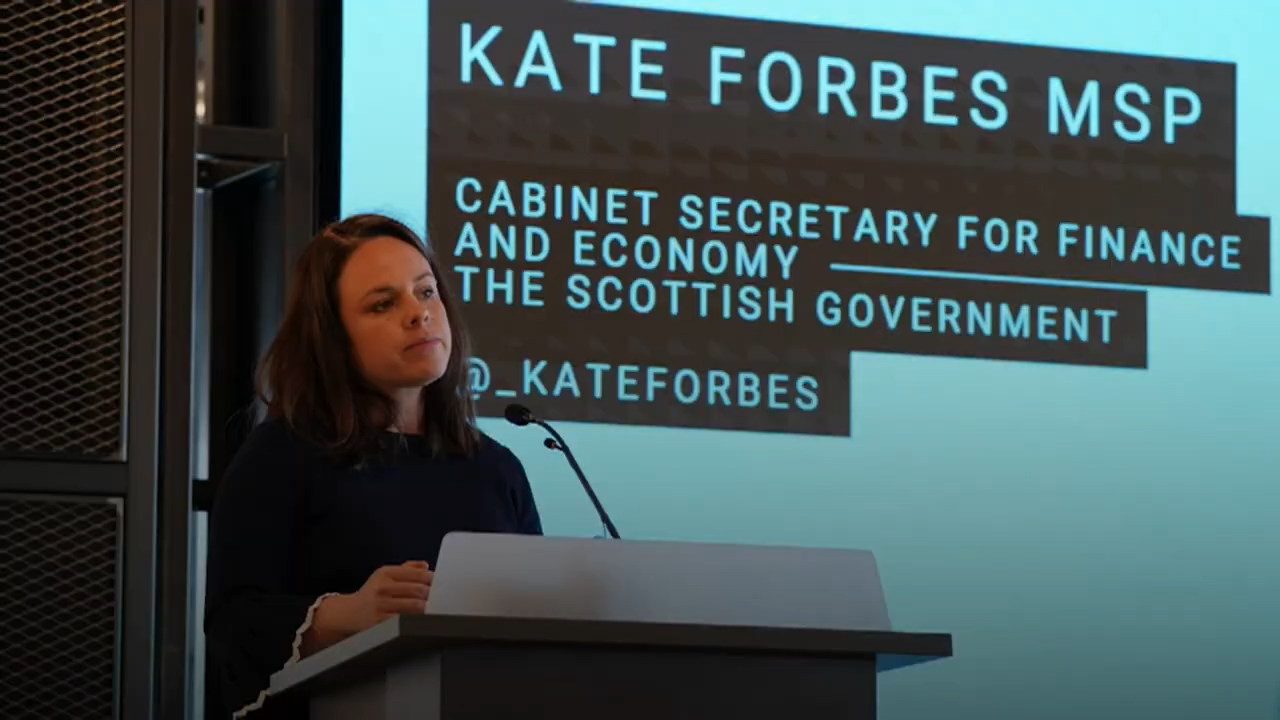 KATE FORBES MSP
CABINET SECRETARY FOR FINANCE
AND ECONOMY
THE SCOTTISH GOVERNMENT
@_KATEFORBES